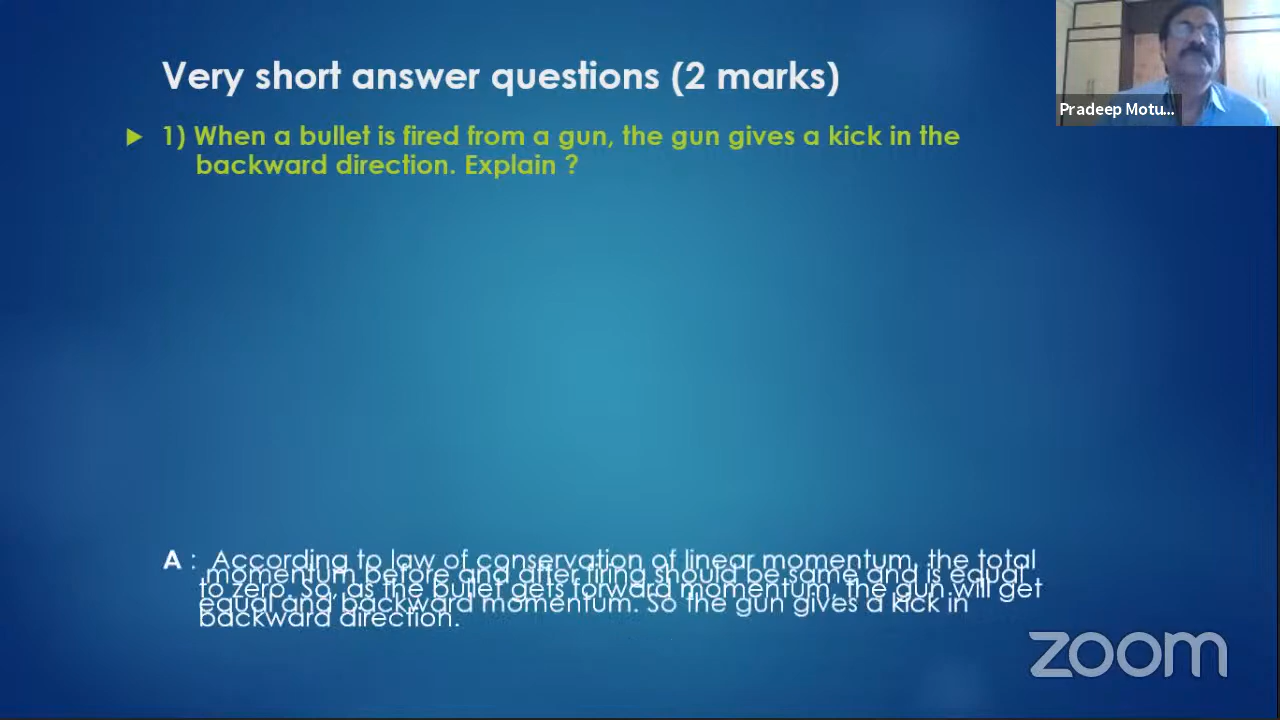 Very short answer questions (2 marks)
1) When a bullet is fired from a gun, the gun gives a kick in the
backward direction. Explain ?
A : According to law of conservation of linear momentum, the total
momentum before and after firing should be same and is equal
to zero. So, as the bullet gets forward momentum, the gun will get
equal and backward momentum. So the gun gives a kick in
backward direction.
Pradeep Motu...
zoom